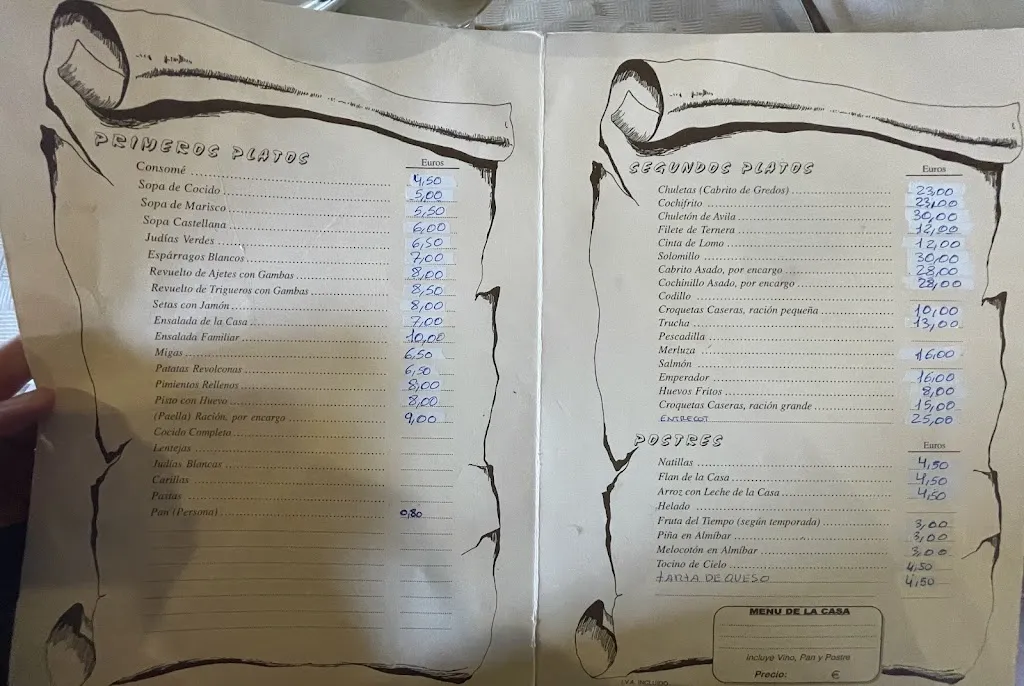 PRIMEROS PLATOS
Euros
Consomé 4,50
Sopa de Cocido 5,00
Sopa de Marisco 5,50
Sopa Castellana 6,00
Judías Verdes 6,50
Espárragos Blancos 7,00
Revuelto de Ajetes con Gambas 8,00
Revuelto de Trigueros con Gambas 8,50
Setas con Jamón 8,00
Ensalada de la Casa 7,00
Ensalada Familiar 10,00
Migas 6,50
Patatas Revolconas 6,50
Pimientos Rellenos 8,00
Pisto con Huevo 8,00
(Paella) Ración, por encargo 9,00
Cocido Completo
Lentejas
Judías Blancas
Carillas
Pastas
Pan (Persona) 0,80
SEGUNDOS PLATOS
Euros
Chuletas (Cabrito de Gredos) 23,00
Cochifrito 23,00
Chuletón de Avila 30,00
Filete de Ternera 12,00
Cinta de Lomo 12,00
Solomillo 30,00
Cabrito Asado, por encargo 28,00
Cochinillo Asado, por encargo 28,00
Codillo
Croquetas Caseras, ración pequeña 10,00
Trucha 13,00
Pescadilla
Merluza 16,00
Salmón
Emperador 16,00
Huevos Fritos 8,00
Croquetas Caseras, ración grande 15,00
ENTRECOT 25,00
POSTRES
Euros
Natillas 4,50
Flan de la Casa 4,50
Arroz con Leche de la Casa 4,50
Helado
Fruta del Tiempo (según temporada) 3,00
Piña en Almíbar 3,00
Melocotón en Almíbar 3,00
Tocino de Cielo 4,50
TARTA DE QUESO 4,50
MENU DE LA CASA
incluye Vino, Pan y Postre
Precio: €
I.V.A. INCLUIDO